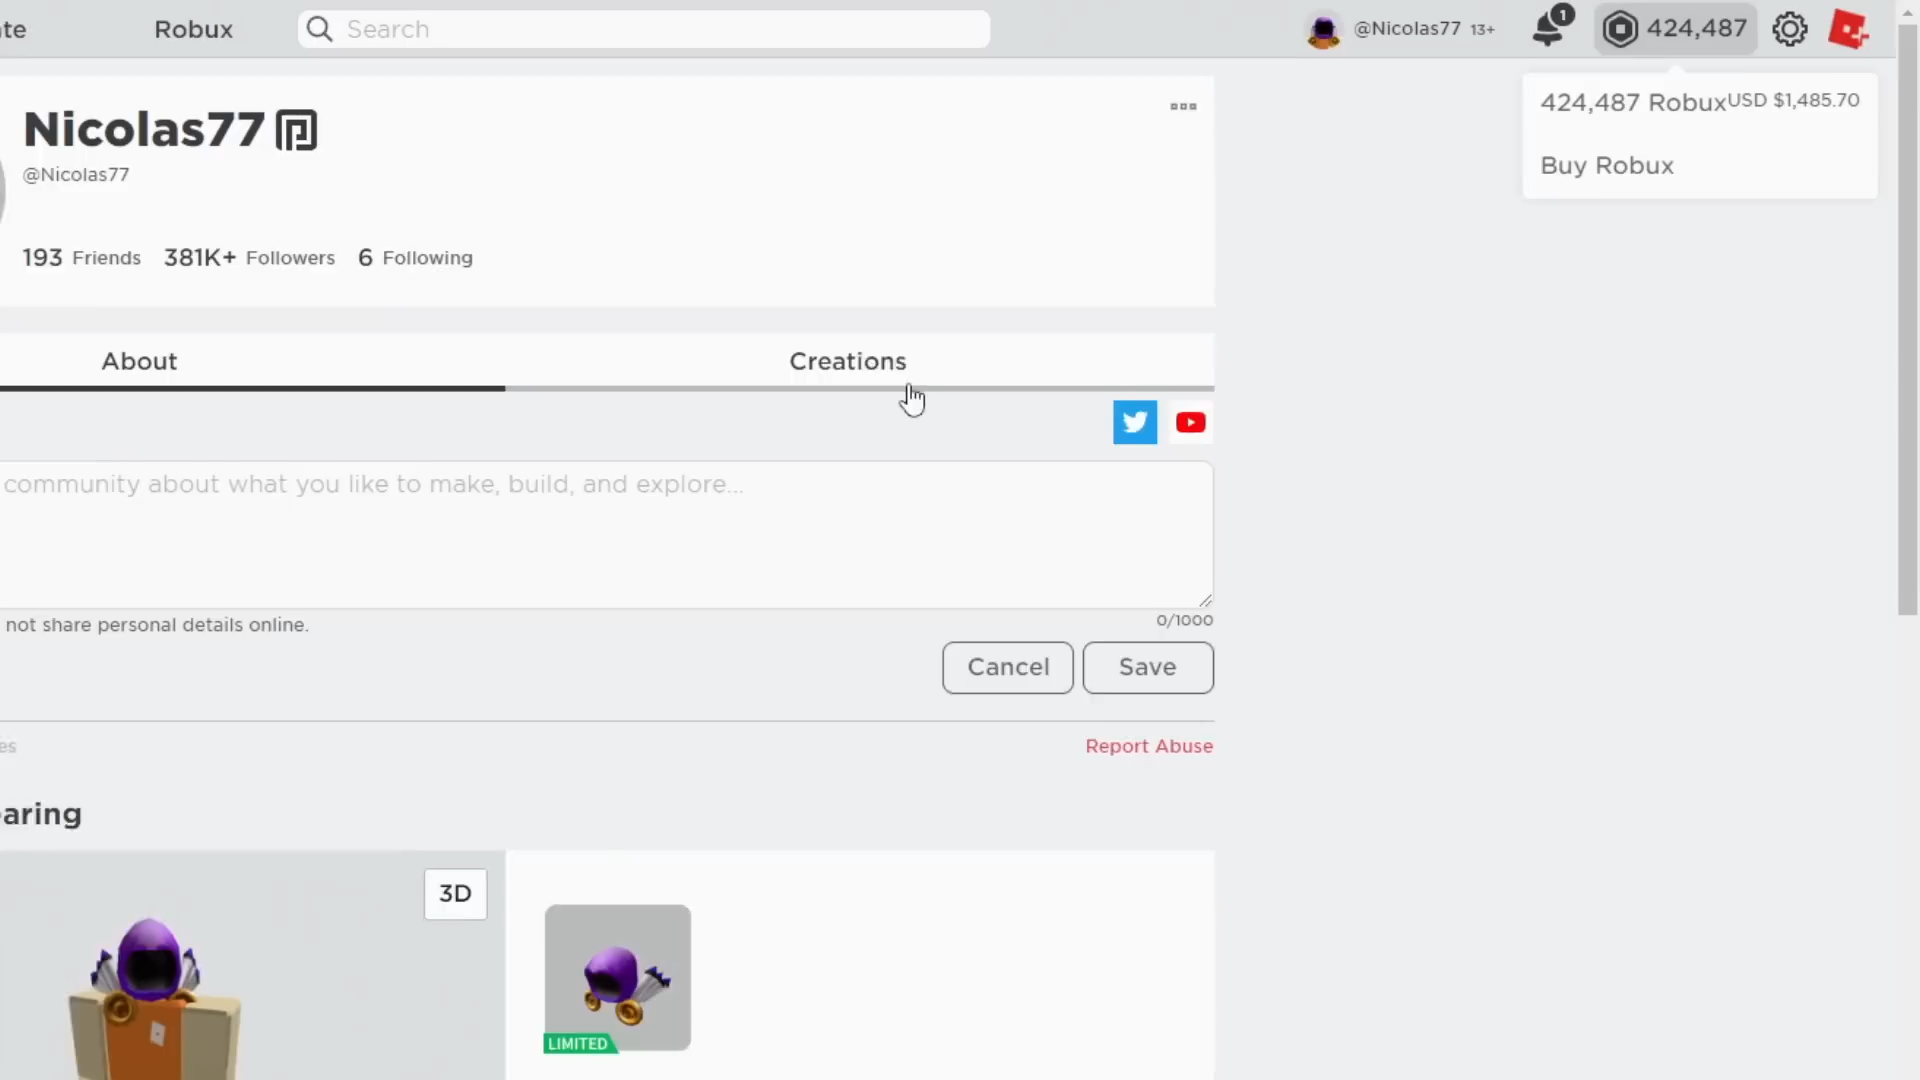 te
Robux
Search
@Nicolas77 13+
1
424,487
424,487 Robux USD $1,485.70
Buy Robux
Nicolas77
@Nicolas77
193 Friends 381K+ Followers 6 Following
About
Creations
community about what you like to make, build, and explore...
not share personal details online.
0/1000
Cancel
Save
es
Report Abuse
earing
3D
LIMITED